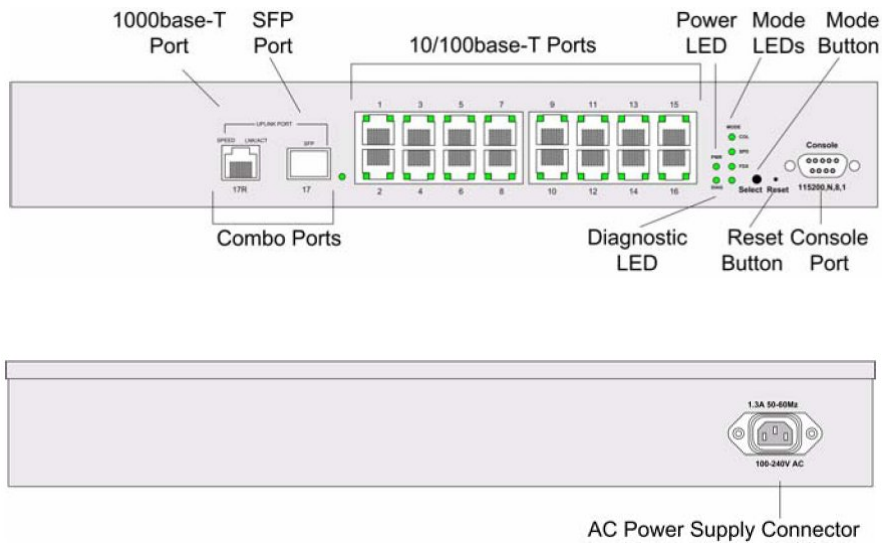 1000base-T Port
SFP Port
10/100base-T Ports
Power LED
Mode LEDs
Mode Button
1 3 5 7 9 11 13 15
UPLINK PORT
SPEED LNK/ACT
SFP
MODE
COL
SPD
PWR
FDX
DIAG
Console
17R
17
2 4 6 8 10 12 14 16
Select Reset
115200,N,8,1
Combo Ports
Diagnostic LED
Reset Button
Console Port
1.3A 50-60Mz
100-240V AC
AC Power Supply Connector